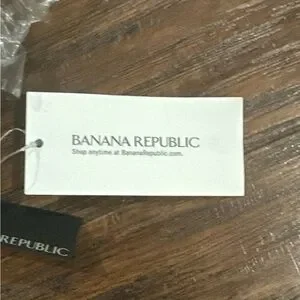 BANANA REPUBLIC
Shop anytime at BananaRepublic.com.
REPUBLIC